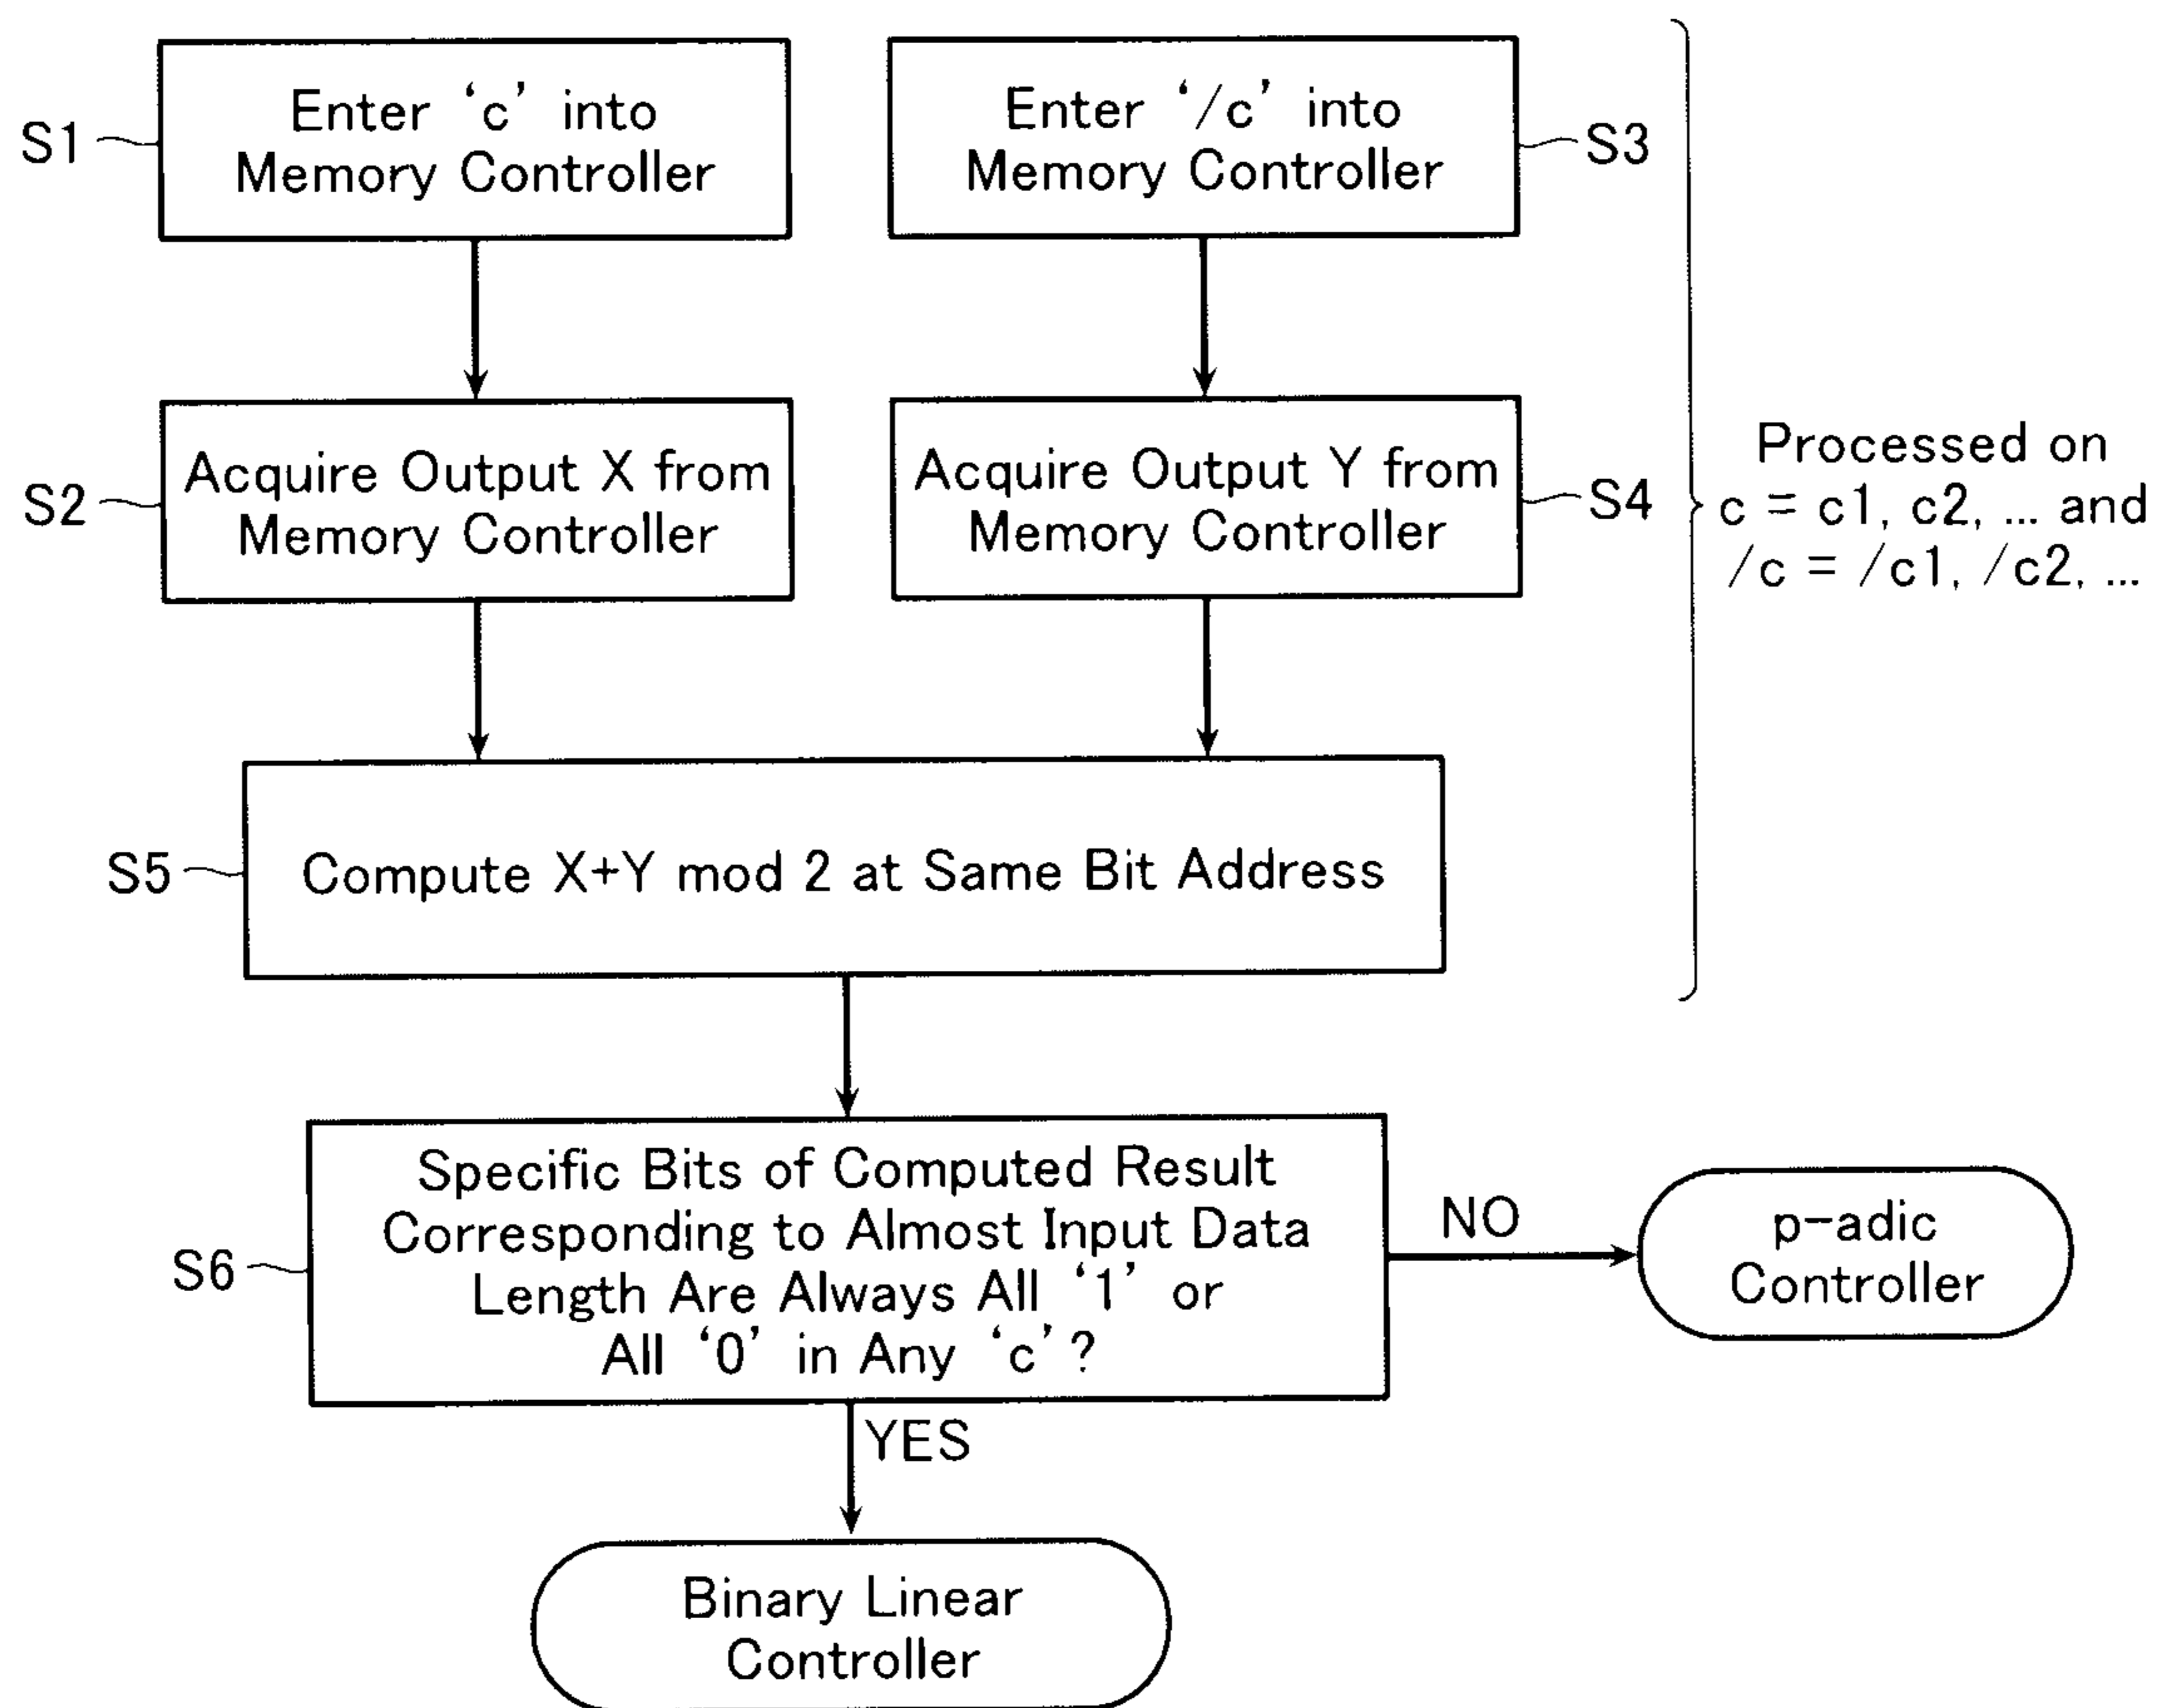 Enter ‘c’ into
Memory Controller
S1
Enter ‘/c’ into
Memory Controller
S3
Acquire Output X from
Memory Controller
S2
Acquire Output Y from
Memory Controller
S4
Processed on
c = c1, c2, ... and
/c = /c1, /c2, ...
S5
Compute X+Y mod 2 at Same Bit Address
Specific Bits of Computed Result
Corresponding to Almost Input Data
Length Are Always All ‘1’ or
All ‘0’ in Any ‘c’?
S6
NO
p-adic
Controller
YES
Binary Linear
Controller